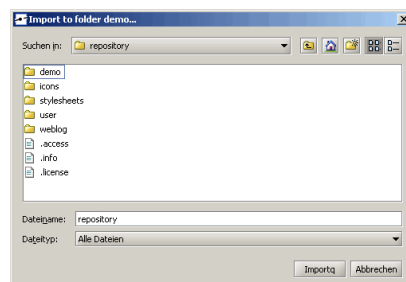 Import to folder demo...
Suchen in: repository
demo
icons
stylesheets
user
weblog
.access
.info
.license
Dateiname: repository
Dateityp: Alle Dateien
Importq Abbrechen